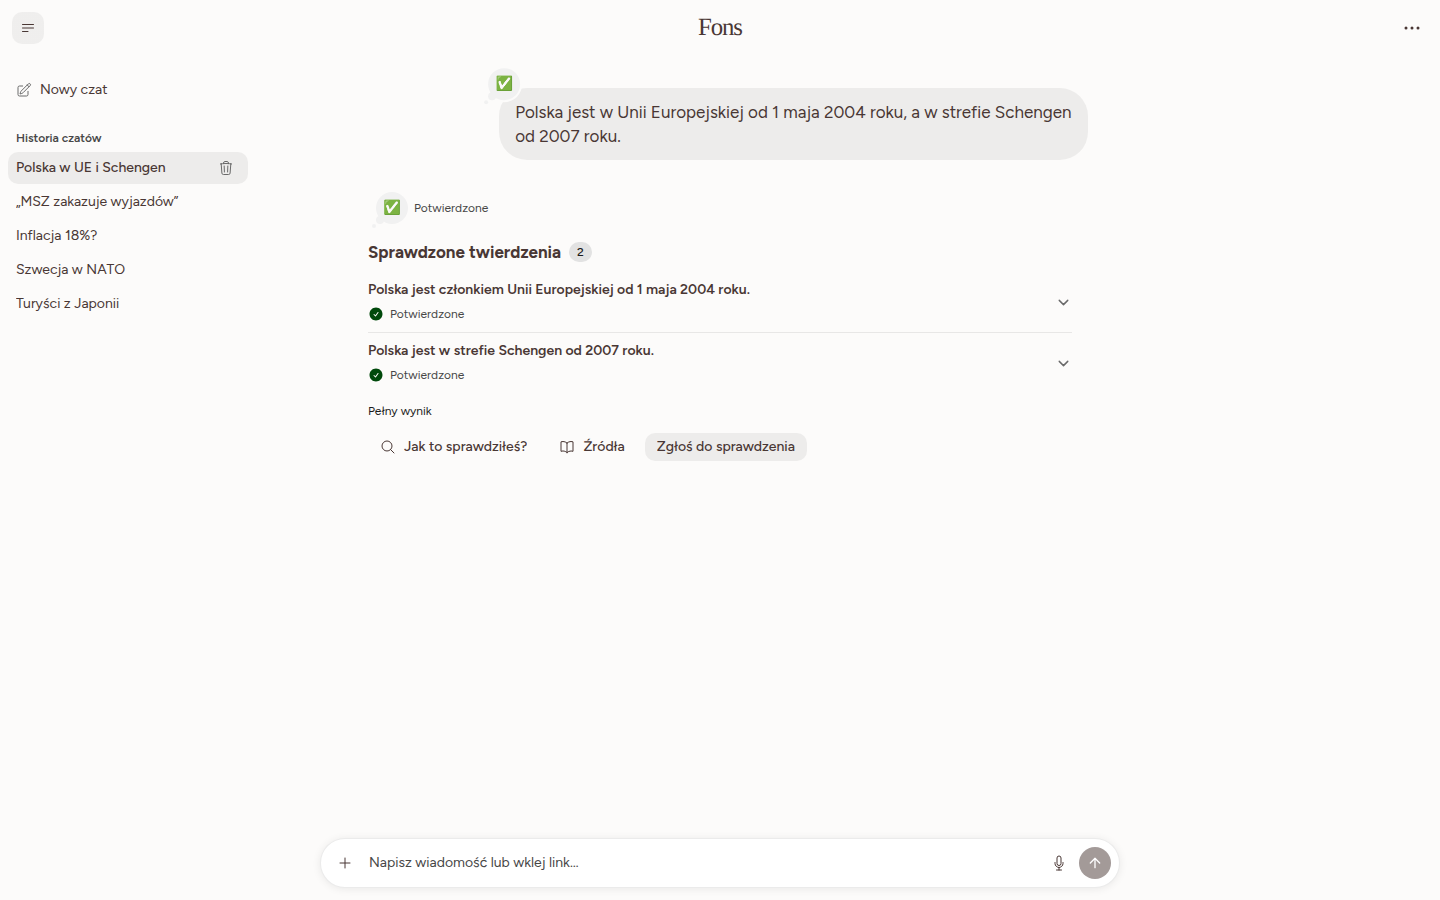 Fons
Nowy czat
Historia czatów
Polska w UE i Schengen
„MSZ zakazuje wyjazdów”
Inflacja 18%?
Szwecja w NATO
Turyści z Japonii
Polska jest w Unii Europejskiej od 1 maja 2004 roku, a w strefie Schengen
od 2007 roku.
Potwierdzone
Sprawdzone twierdzenia 2
Polska jest członkiem Unii Europejskiej od 1 maja 2004 roku.
Potwierdzone
Polska jest w strefie Schengen od 2007 roku.
Potwierdzone
Pełny wynik
Jak to sprawdziłeś? Źródła Zgłoś do sprawdzenia
Napisz wiadomość lub wklej link...